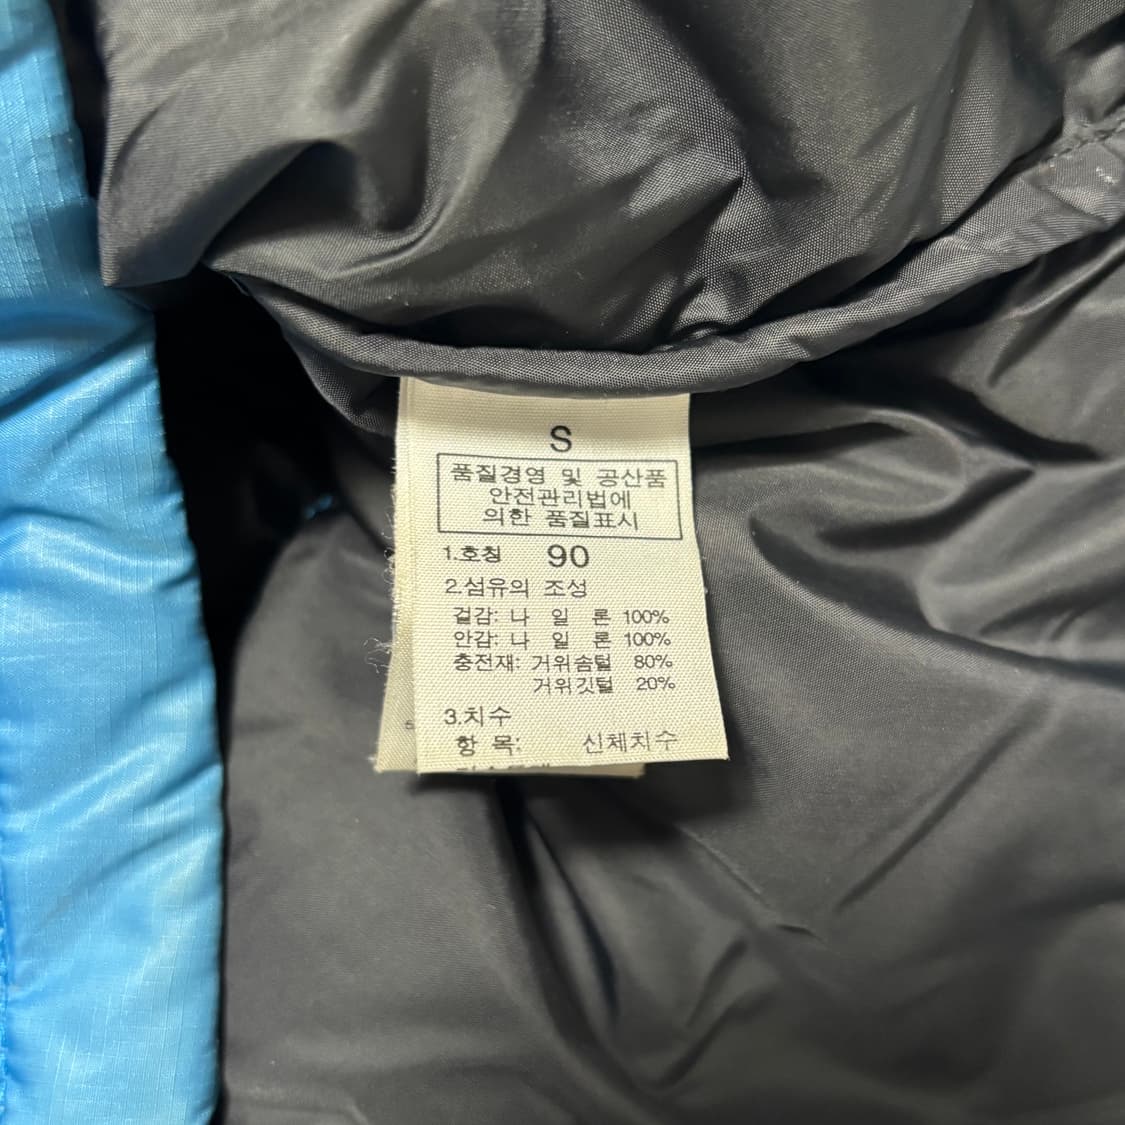 S
품질경영 및 공산품
안전관리법에
의한 품질표시
1.호칭 90
2.섬유의 조성
겉감: 나 일 론 100%
안감: 나 일 론 100%
충전재: 거위솜털 80%
거위깃털 20%
3.치수
항 목: 신체치수
5